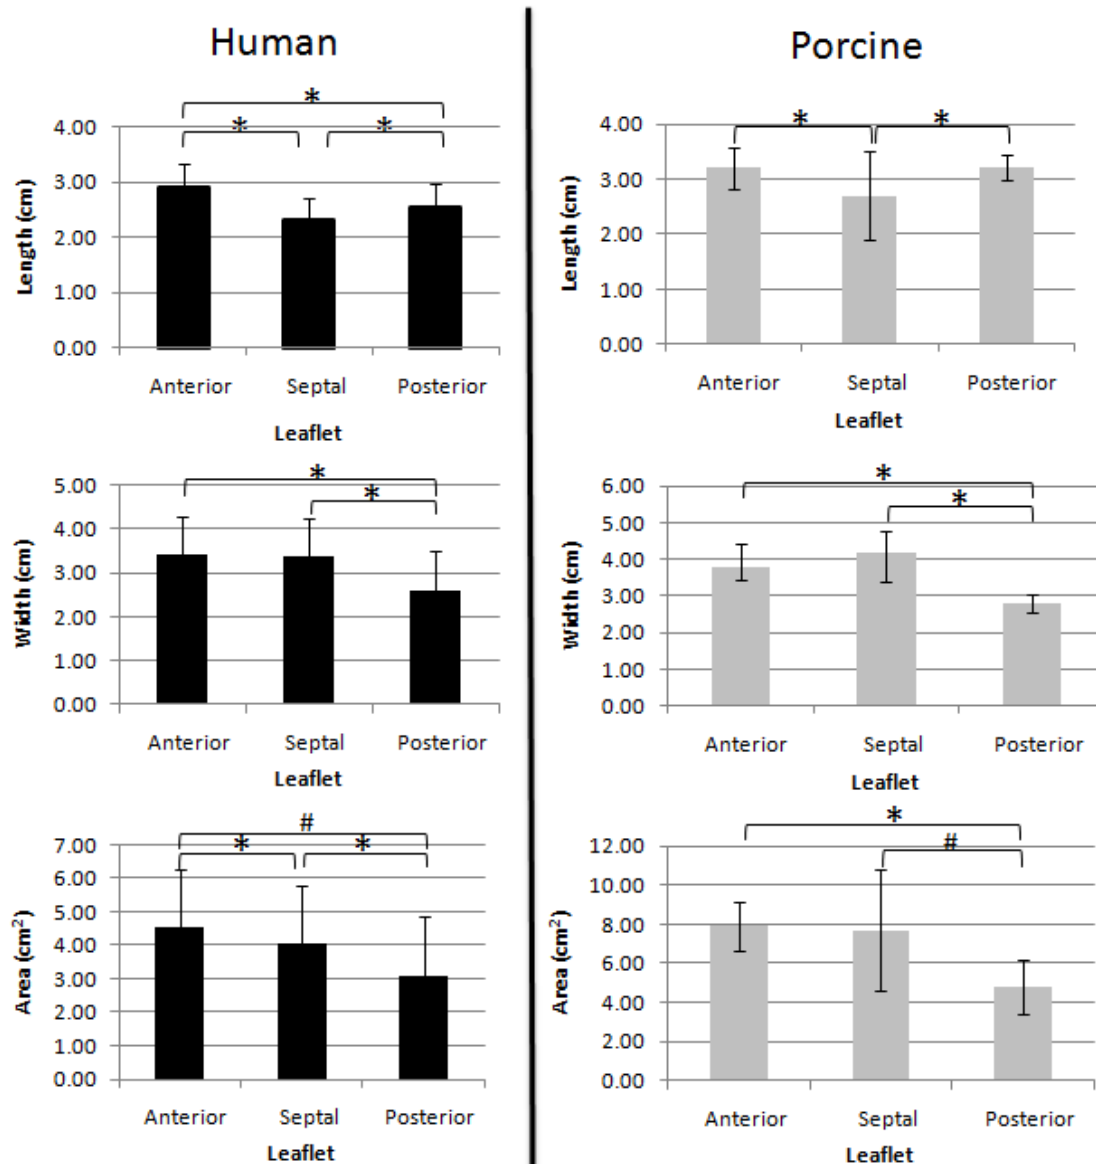 Human
*
* *
4.00
3.00
2.00
1.00
0.00
Length (cm)
Anterior Septal Posterior
Leaflet
*
*
5.00
4.00
3.00
2.00
1.00
0.00
Width (cm)
Anterior Septal Posterior
Leaflet
#
* *
7.00
6.00
5.00
4.00
3.00
2.00
1.00
0.00
Area (cm²)
Anterior Septal Posterior
Leaflet
Porcine
* *
4.00
3.00
2.00
1.00
0.00
Length (cm)
Anterior Septal Posterior
Leaflet
*
*
6.00
5.00
4.00
3.00
2.00
1.00
0.00
Width (cm)
Anterior Septal Posterior
Leaflet
*
#
12.00
10.00
8.00
6.00
4.00
2.00
0.00
Area (cm²)
Anterior Septal Posterior
Leaflet